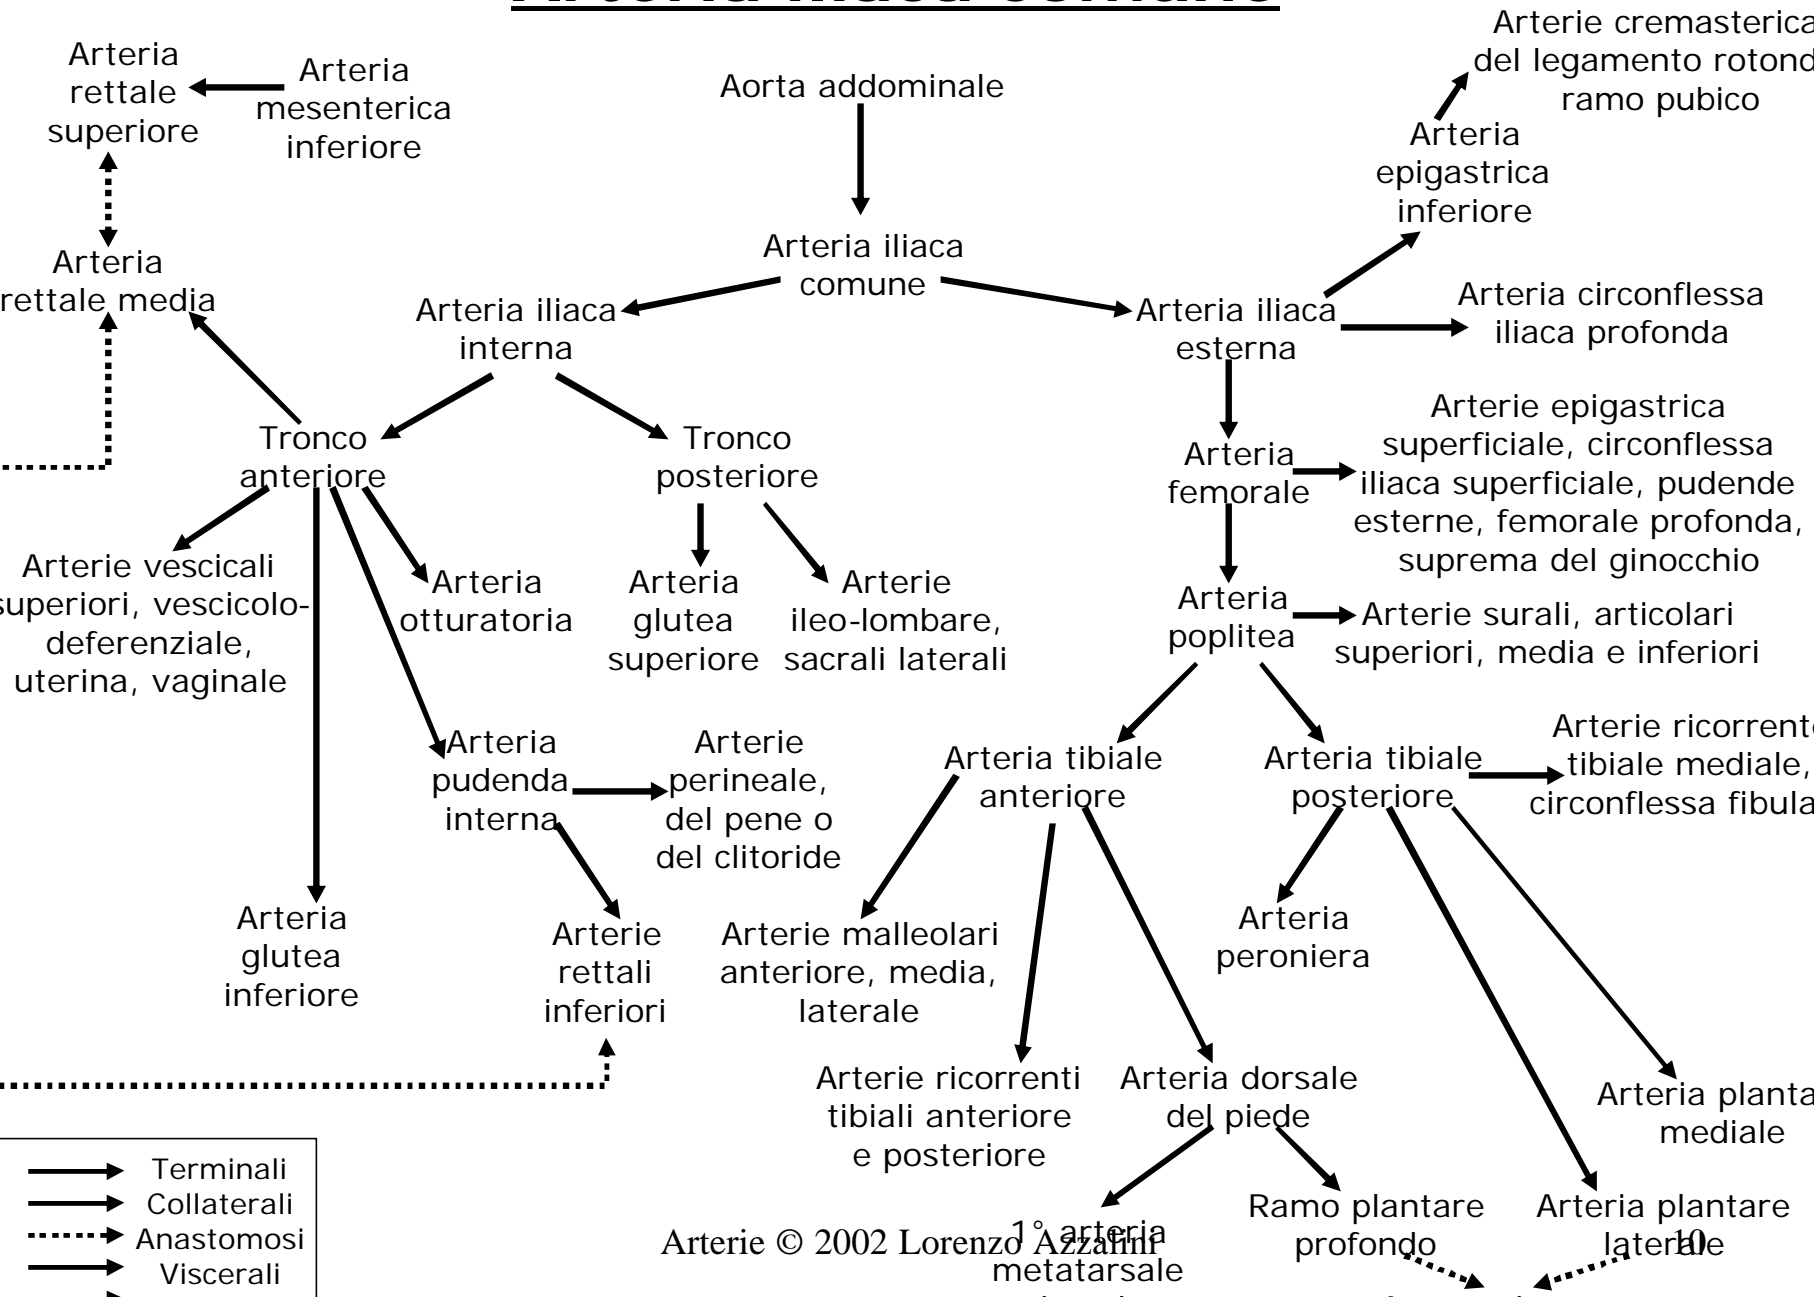 Arteria iliaca comune
Arteria
rettale
superiore
Arteria
mesenterica
inferiore
Aorta addominale
Arterie cremasterica
del legamento rotond
ramo pubico
Arteria
epigastrica
inferiore
Arteria
rettale media
Arteria iliaca
comune
Arteria iliaca
interna
Arteria iliaca
esterna
Arteria circonflessa
iliaca profonda
Tronco
anteriore
Tronco
posteriore
Arteria
femorale
Arterie epigastrica
superficiale, circonflessa
iliaca superficiale, pudende
esterne, femorale profonda,
suprema del ginocchio
Arterie vescicali
superiori, vescicolo-
deferenziale,
uterina, vaginale
Arteria
otturatoria
Arteria
glutea
superiore
Arterie
ileo-lombare,
sacrali laterali
Arteria
poplitea
Arterie surali, articolari
superiori, media e inferiori
Arteria
pudenda
interna
Arterie
perineale,
del pene o
del clitoride
Arteria tibiale
anteriore
Arteria tibiale
posteriore
Arterie ricorrente
tibiale mediale,
circonflessa fibula
Arteria
glutea
inferiore
Arterie
rettali
inferiori
Arterie malleolari
anteriore, media,
laterale
Arteria
peroniera
Arterie ricorrenti
tibiali anteriore
e posteriore
Arteria dorsale
del piede
Arteria planta
mediale
Terminali
Collaterali
Anastomosi
Viscerali
1° arteria
metatarsale
Ramo plantare
profondo
Arteria plantare
laterale
Arterie © 2002 Lorenzo Azzalini
10